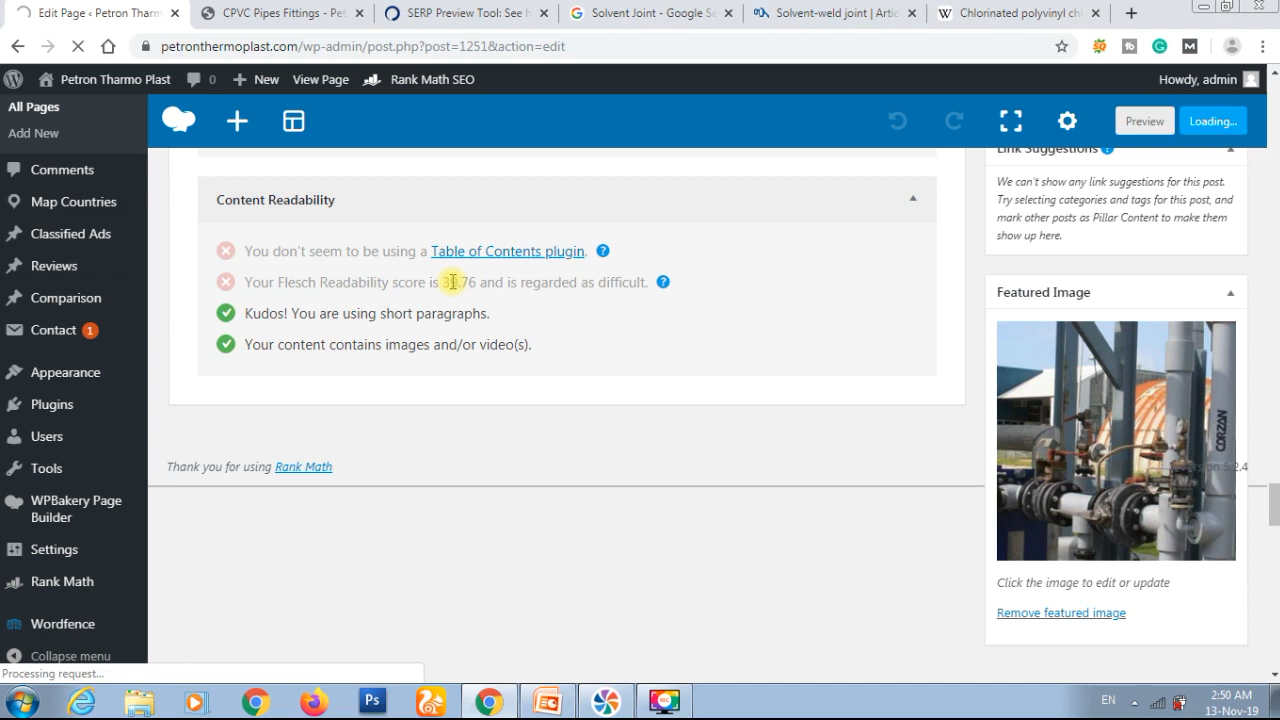 Edit Page ‹ Petron Tharm
CPVC Pipes Fittings - Pet
SERP Preview Tool: See h
Solvent Joint - Google Se
Solvent-weld joint | Artic
Chlorinated polyvinyl chl
petronthermoplast.com/wp-admin/post.php?post=1251&action=edit
Petron Tharmo Plast
0
New
View Page
Rank Math SEO
Howdy, admin
All Pages
Add New
Comments
Map Countries
Classified Ads
Reviews
Comparison
Contact 1
Appearance
Plugins
Users
Tools
WPBakery Page
Builder
Settings
Rank Math
Wordfence
Collapse menu
Processing request...
Preview
Loading...
Content Readability
You don't seem to be using a Table of Contents plugin.
Your Flesch Readability score is and is regarded as difficult.
Kudos! You are using short paragraphs.
Your content contains images and/or video(s).
Thank you for using Rank Math
Link Suggestions
We can't show any link suggestions for this post.
Try selecting categories and tags for this post, and
mark other posts as Pillar Content to make them
show up here.
Featured Image
CORZAN
Click the image to edit or update
Remove featured image
Ps
EN
2:50 AM
13-Nov-19